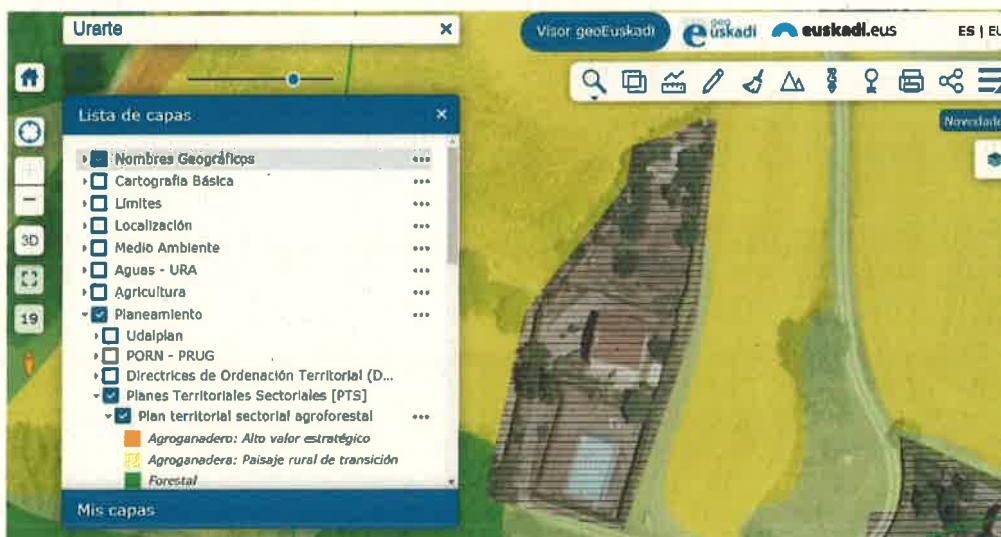 Urarte
Visor geoEuskadi
geo
euskadi
euskadi.eus
ES | EU
Lista de capas
Nombres Geográficos
Cartografía Básica
Límites
Localización
Medio Ambiente
Aguas - URA
Agricultura
Planeamiento
Udalplan
PORN - PRUG
Directrices de Ordenación Territorial (D...
Planes Territoriales Sectoriales [PTS]
Plan territorial sectorial agroforestal
Agroganadero: Alto valor estratégico
Agroganadera: Paisaje rural de transición
Forestal
Mis capas
3D
19